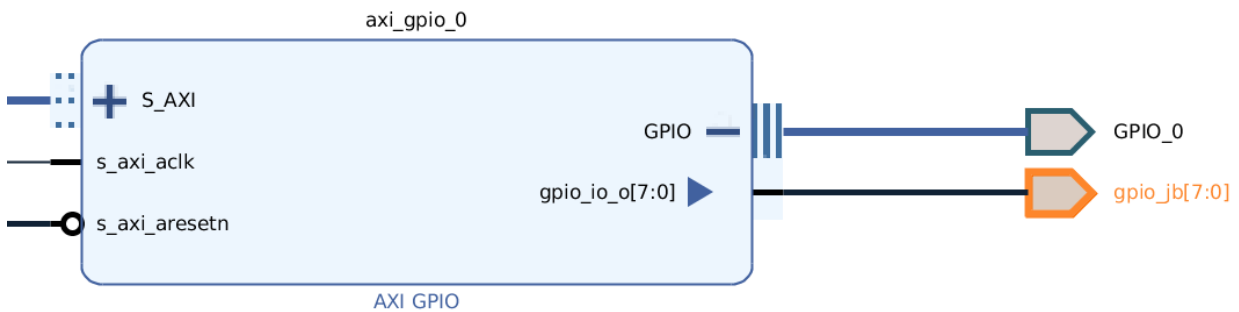 axi_gpio_0
S_AXI
GPIO
GPIO_0
s_axi_aclk
gpio_io_o[7:0]
gpio_jb[7:0]
s_axi_aresetn
AXI GPIO